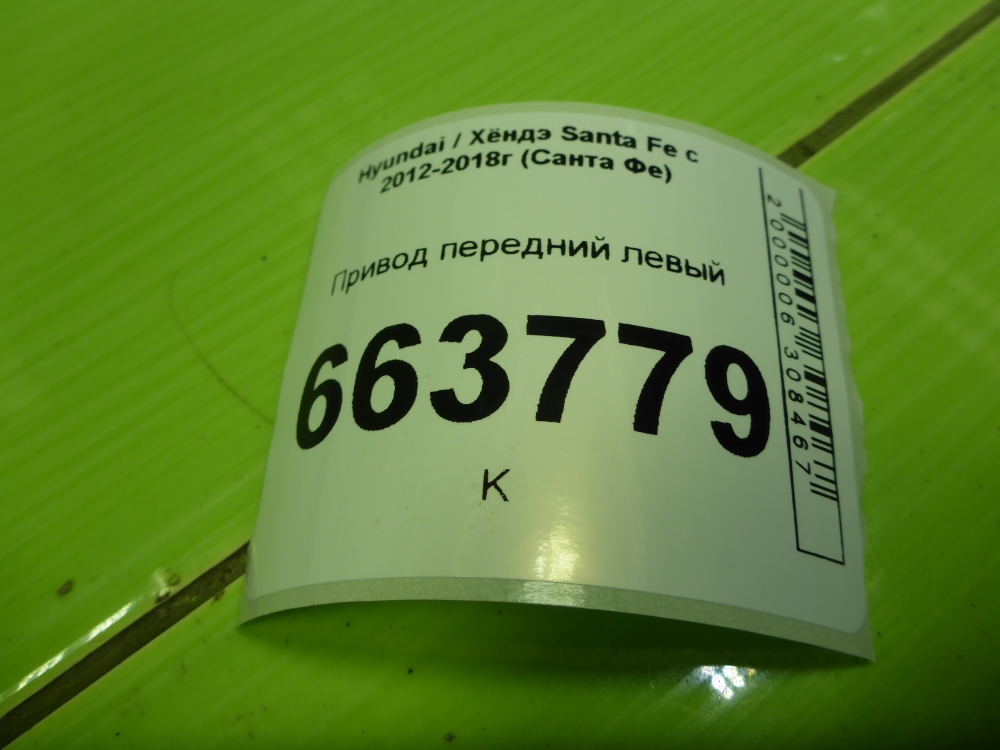 Hyundai / Хёндэ Santa Fe с
2012-2018г (Санта Фе)
Привод передний левый
663779
К
2000006308467